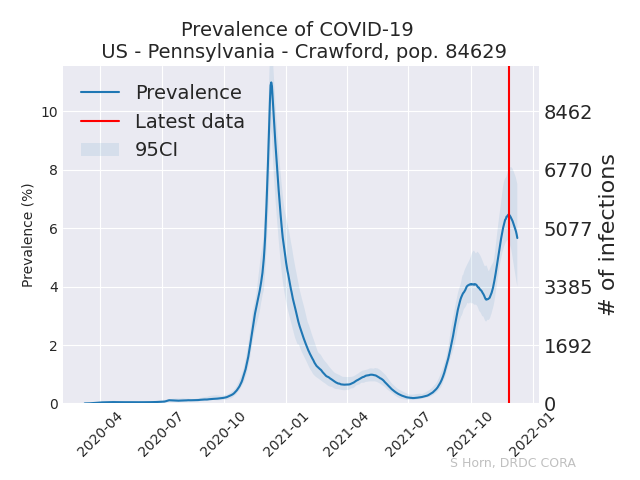 Prevalence of COVID-19
US - Pennsylvania - Crawford, pop. 84629
Prevalence
Latest data
95CI
Prevalence (%)
10
8
6
4
2
0
8462
6770
5077
3385
1692
0
# of infections
2020-04
2020-07
2020-10
2021-01
2021-04
2021-07
2021-10
2022-01
S Horn, DRDC CORA